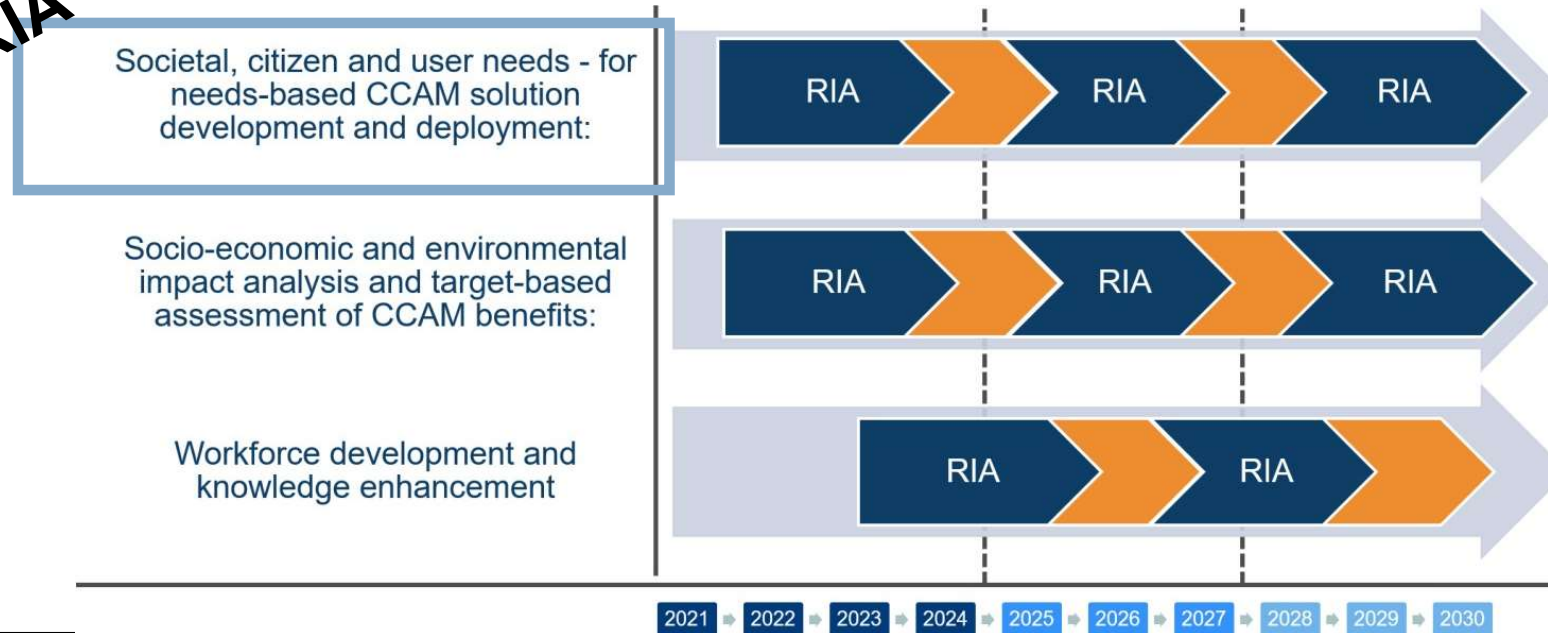 RIA
Societal, citizen and user needs - for
needs-based CCAM solution
development and deployment:
RIA RIA RIA
Socio-economic and environmental
impact analysis and target-based
assessment of CCAM benefits:
RIA RIA RIA
Workforce development and
knowledge enhancement
RIA RIA
2021 2022 2023 2024 2025 2026 2027 2028 2029 2030